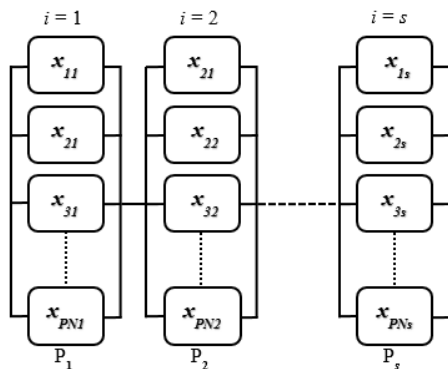 i = 1 i = 2 i = s
x11 x21 x1s
x21 x22 x2s
x31 x32 x3s
xPN1 xPN2 xPNs
P1 P2 Ps